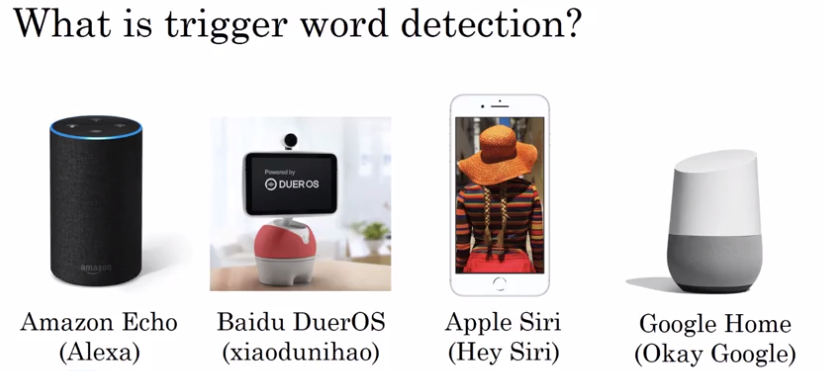 What is trigger word detection?
Powered by
DUER OS
amazon
Amazon Echo
(Alexa)
Baidu DuerOS
(xiaodunihao)
Apple Siri
(Hey Siri)
Google Home
(Okay Google)